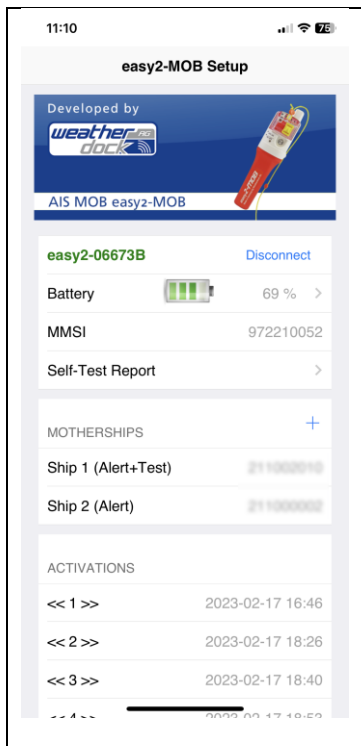 11:10
75
easy2-MOB Setup
Developed by
weather AG
dock
AIS MOB easy2-MOB
easy2-06673B Disconnect
Battery 69 % >
MMSI 972210052
Self-Test Report >
MOTHERSHIPS +
Ship 1 (Alert+Test)
Ship 2 (Alert)
ACTIVATIONS
<< 1 >> 2023-02-17 16:46
<< 2 >> 2023-02-17 18:26
<< 3 >> 2023-02-17 18:40